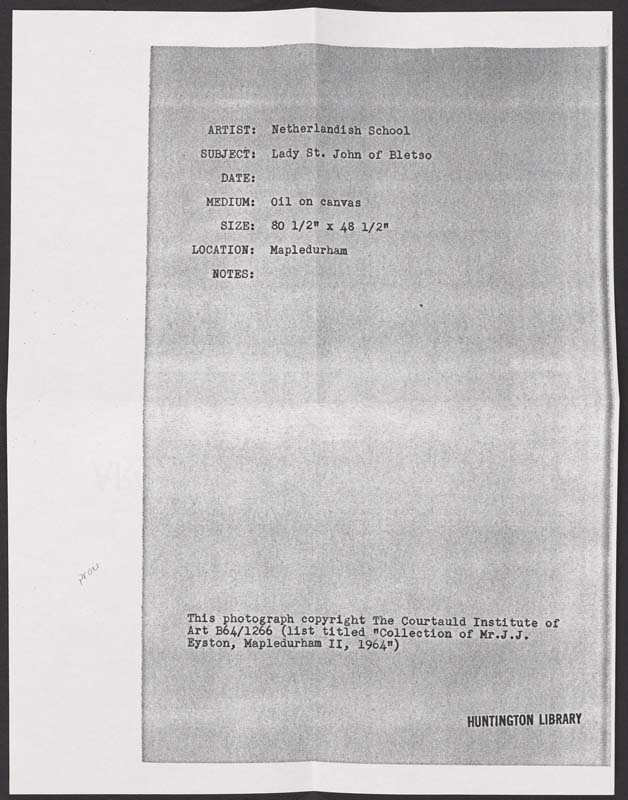 ARTIST: Netherlandish School
SUBJECT: Lady St. John of Bletso
DATE:
MEDIUM: Oil on canvas
SIZE: 80 1/2" x 48 1/2"
LOCATION: Mapledurham
NOTES:
prov
This photograph copyright The Courtauld Institute of
Art B64/1266 (list titled "Collection of Mr.J.J.
Eyston, Mapledurham II, 1964")
HUNTINGTON LIBRARY